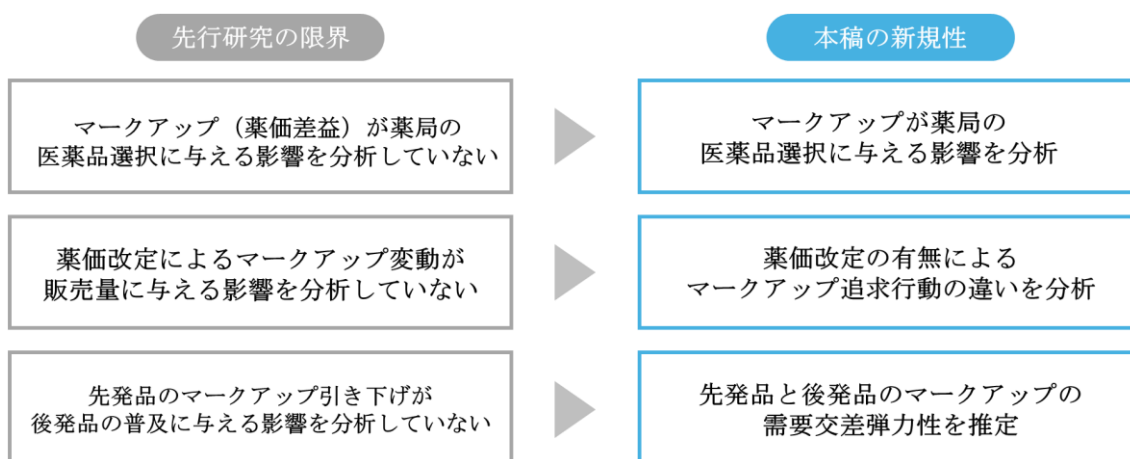 先行研究の限界
本稿の新規性
マークアップ（薬価差益）が薬局の
医薬品選択に与える影響を分析していない
マークアップが薬局の
医薬品選択に与える影響を分析
薬価改定によるマークアップ変動が
販売量に与える影響を分析していない
薬価改定の有無による
マークアップ追求行動の違いを分析
先発品のマークアップ引き下げが
後発品の普及に与える影響を分析していない
先発品と後発品のマークアップの
需要交差弾力性を推定